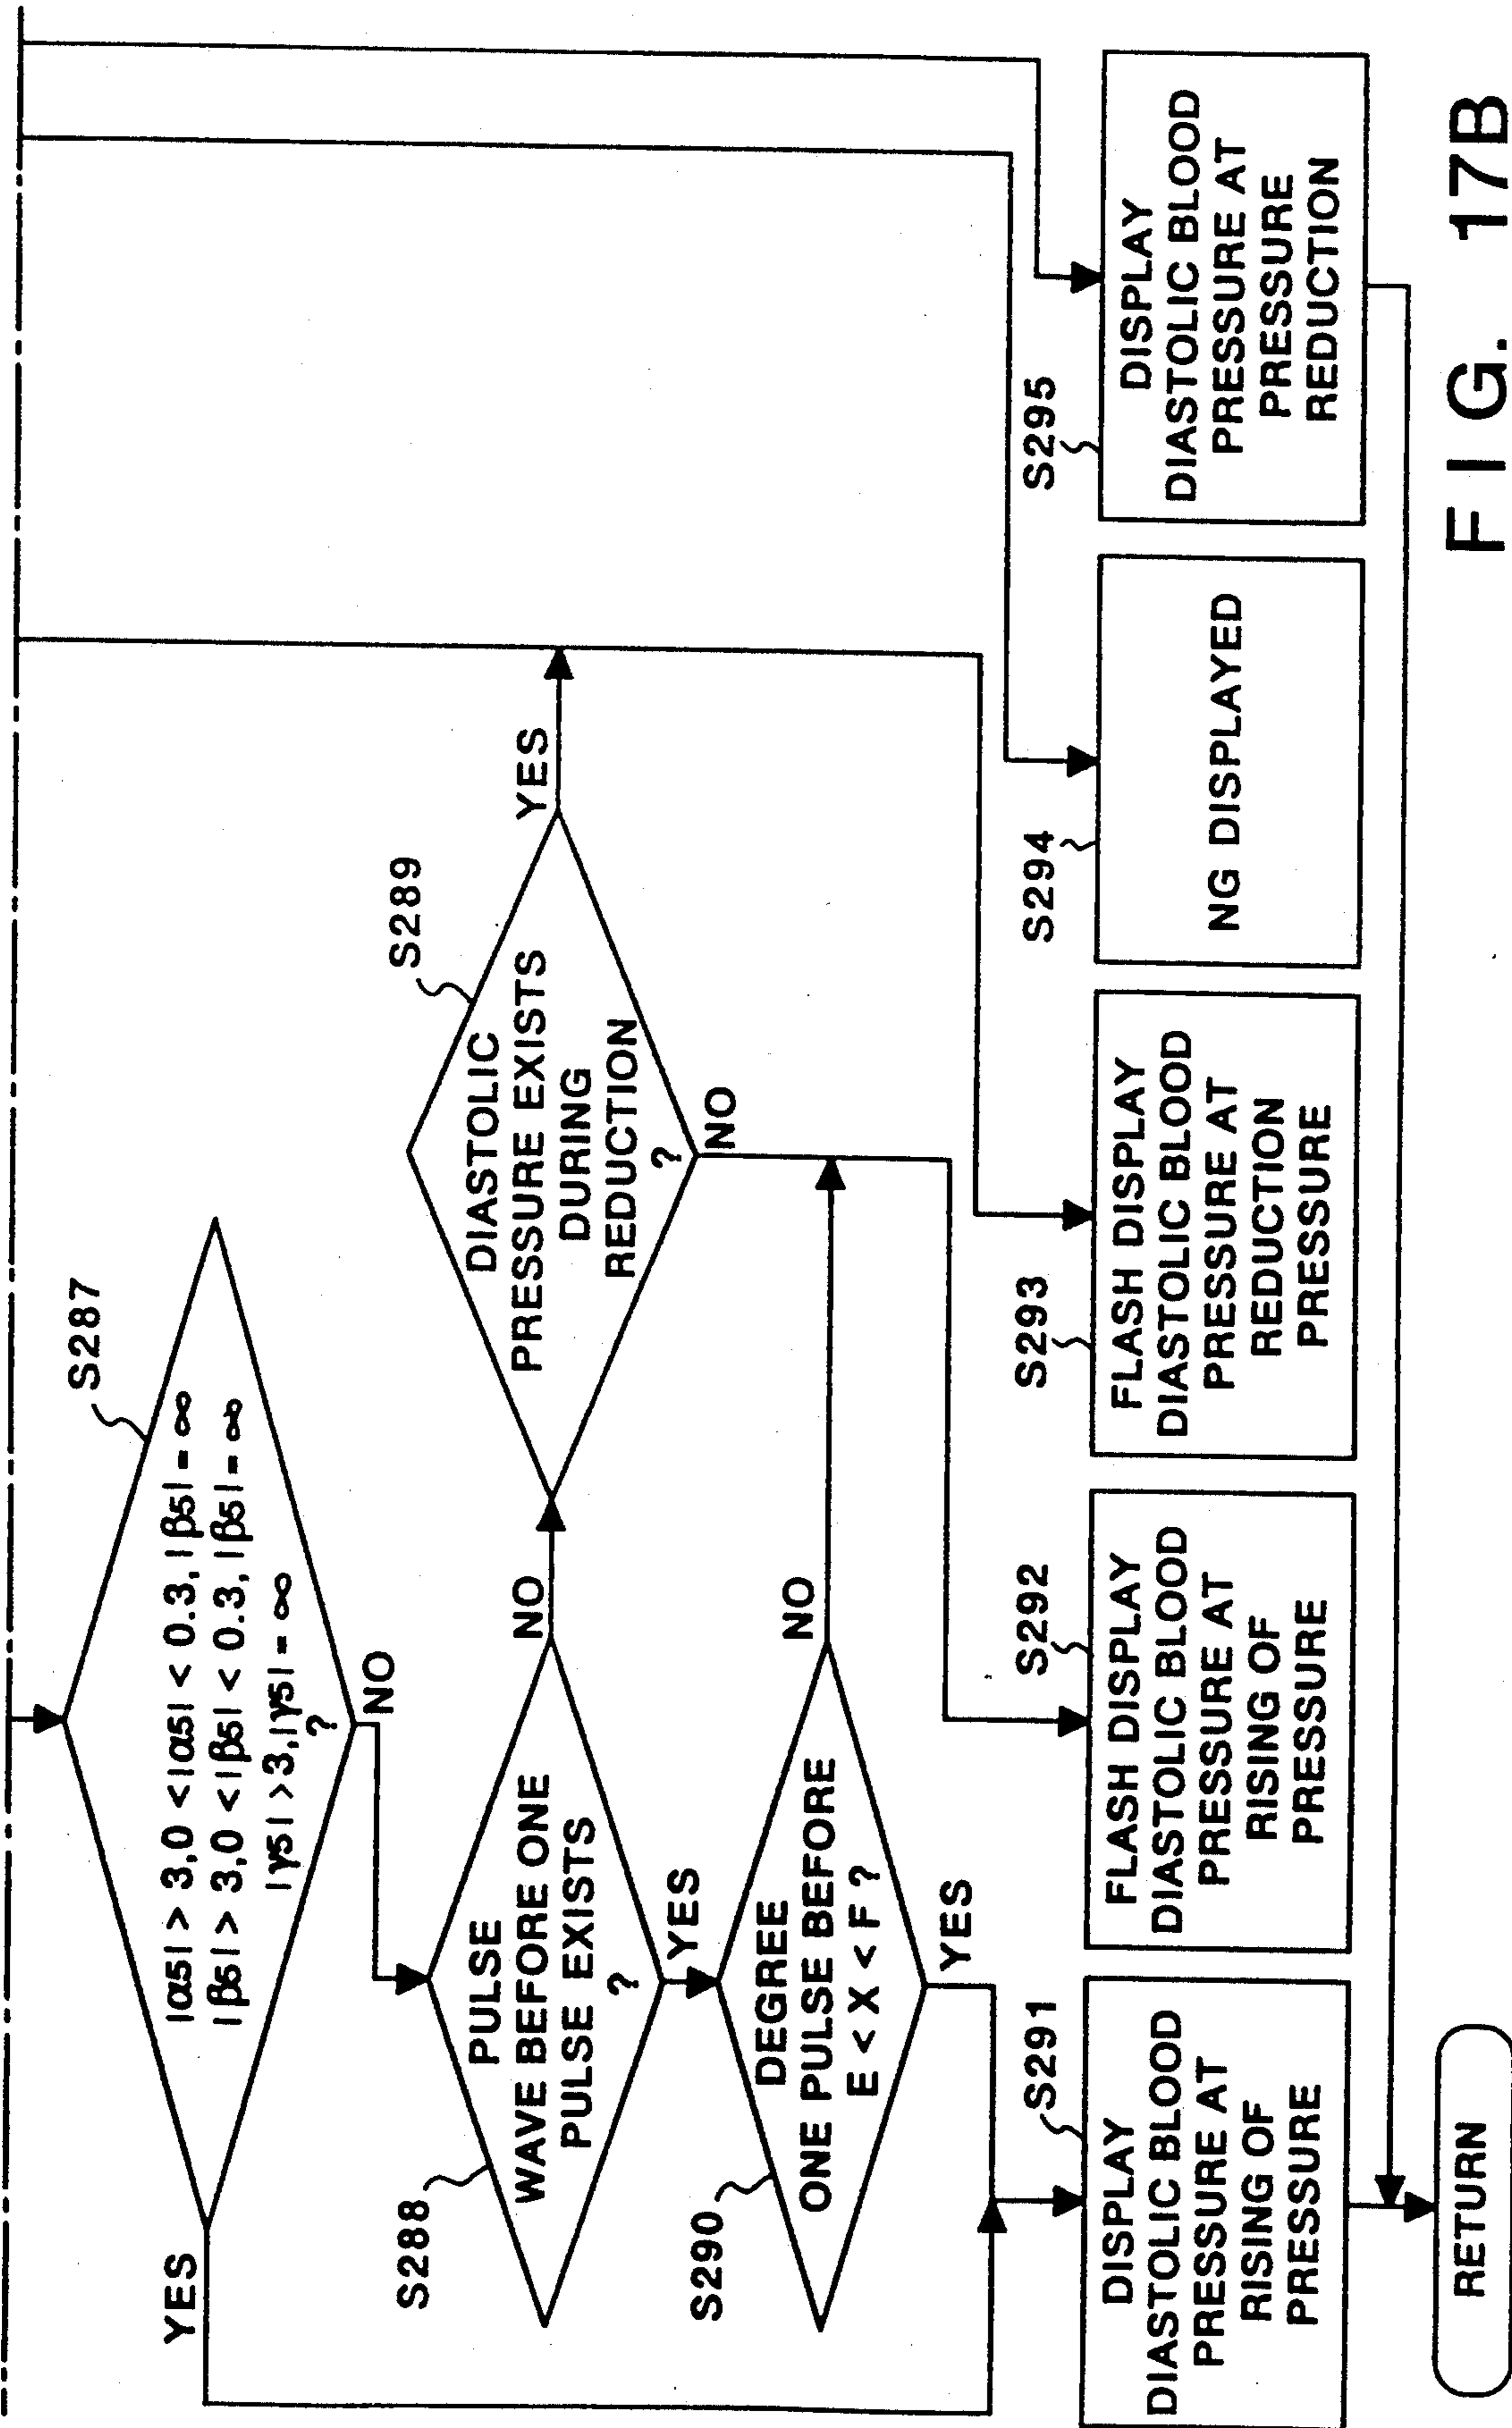 S287
|α5| > 3, 0 < |α5| < 0.3, |β5| = ∞
|β5| > 3, 0 < |β5| < 0.3, |β5| = ∞
|γ5| > 3, |γ5| = ∞
?
YES
NO
S288
PULSE
WAVE BEFORE ONE
PULSE EXISTS
?
NO
YES
S289
DIASTOLIC
PRESSURE EXISTS
DURING
REDUCTION
?
YES
NO
S290
DEGREE
ONE PULSE BEFORE
E < X < F ?
NO
YES
S291
DISPLAY
DIASTOLIC BLOOD
PRESSURE AT
RISING OF
PRESSURE
S292
FLASH DISPLAY
DIASTOLIC BLOOD
PRESSURE AT
RISING OF
PRESSURE
S293
FLASH DISPLAY
DIASTOLIC BLOOD
PRESSURE AT
REDUCTION
PRESSURE
S294
NG DISPLAYED
S295
DISPLAY
DIASTOLIC BLOOD
PRESSURE AT
PRESSURE
REDUCTION
RETURN
FIG. 17B